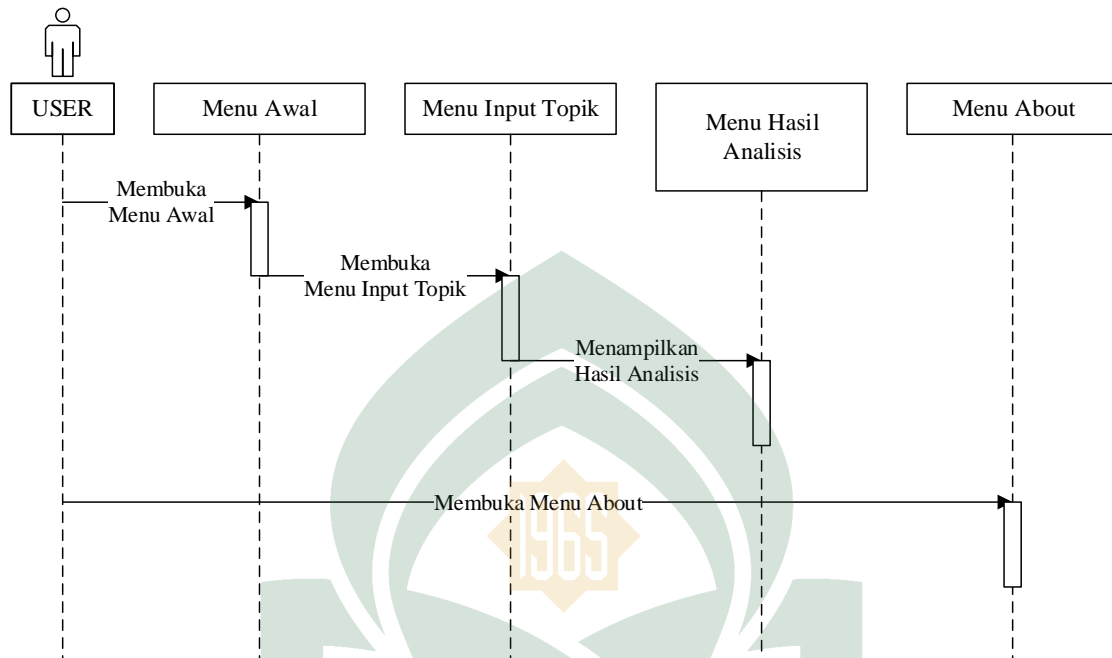 USER
Menu Awal
Menu Input Topik
Menu Hasil
Analisis
Menu About
Membuka
Menu Awal
Membuka
Menu Input Topik
Menampilkan
Hasil Analisis
Membuka Menu About
1965